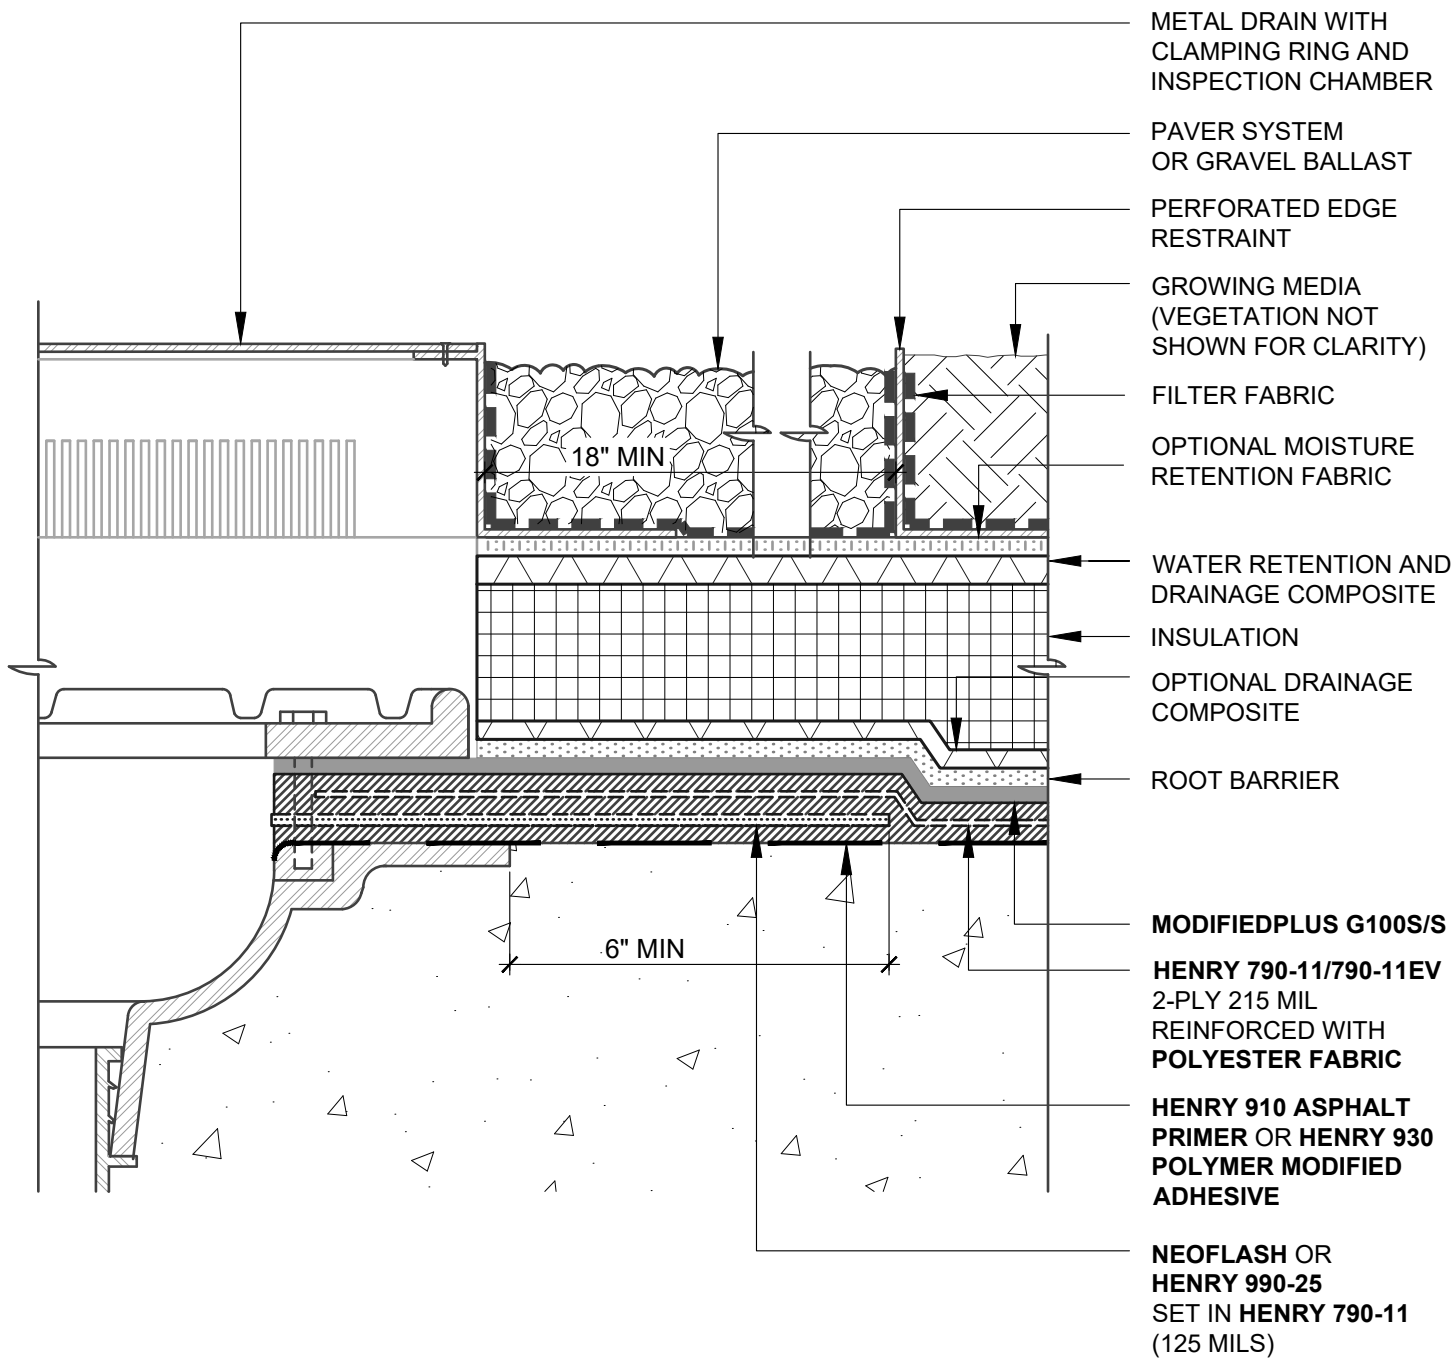 METAL DRAIN WITH
CLAMPING RING AND
INSPECTION CHAMBER
PAVER SYSTEM
OR GRAVEL BALLAST
PERFORATED EDGE
RESTRAINT
GROWING MEDIA
(VEGETATION NOT
SHOWN FOR CLARITY)
FILTER FABRIC
OPTIONAL MOISTURE
RETENTION FABRIC
18" MIN
WATER RETENTION AND
DRAINAGE COMPOSITE
INSULATION
OPTIONAL DRAINAGE
COMPOSITE
ROOT BARRIER
MODIFIEDPLUS G100S/S
6" MIN
HENRY 790-11/790-11EV
2-PLY 215 MIL
REINFORCED WITH
POLYESTER FABRIC
HENRY 910 ASPHALT
PRIMER OR HENRY 930
POLYMER MODIFIED
ADHESIVE
NEOFLASH OR
HENRY 990-25
SET IN HENRY 790-11
(125 MILS)